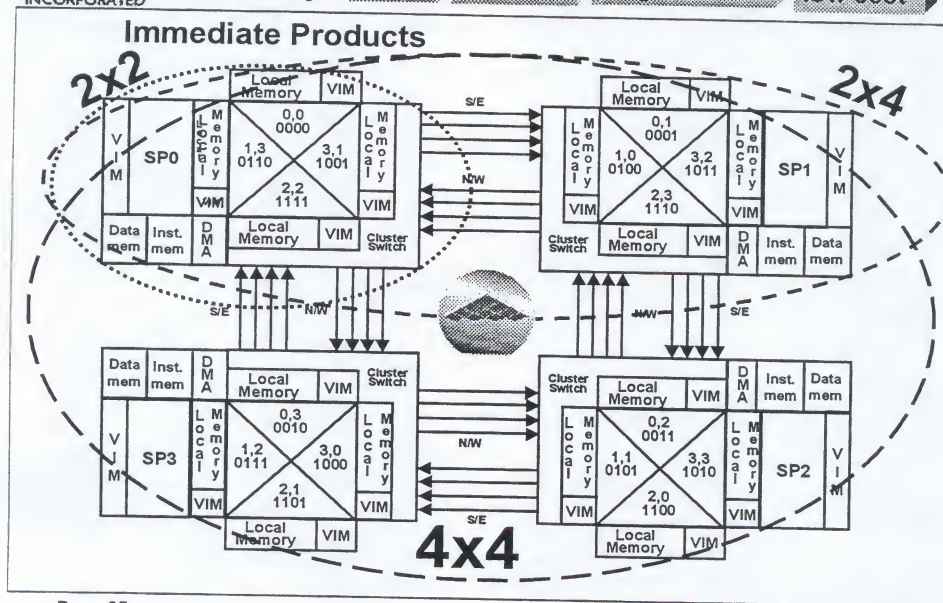 INCORPORATED
low cost
Immediate Products
2x2
2x4
Local Memory VIM
S/E
N/W
VIM
SP0
Local Memory
VIM
0,0
0000
1,3
0110
3,1
1001
2,2
1111
Local Memory
VIM
Data mem
Inst. mem
DMA
Local Memory VIM
Cluster Switch
Local Memory VIM
Local Memory
VIM
0,1
0001
1,0
0100
3,2
1011
2,3
1110
Local Memory
VIM
SP1
VIM
Cluster Switch
Local Memory VIM
DMA
Inst. mem
Data mem
S/E
N/W
N/W
S/E
Data mem
Inst. mem
DMA
Local Memory VIM
Cluster Switch
VIM
SP3
Local Memory
VIM
0,3
0010
1,2
0111
3,0
1000
2,1
1101
Local Memory
VIM
Local Memory VIM
N/W
S/E
Cluster Switch
Local Memory VIM
DMA
Inst. mem
Data mem
Local Memory
VIM
0,2
0011
1,1
0101
3,3
1010
2,0
1100
Local Memory
VIM
SP2
VIM
Local Memory VIM
4x4